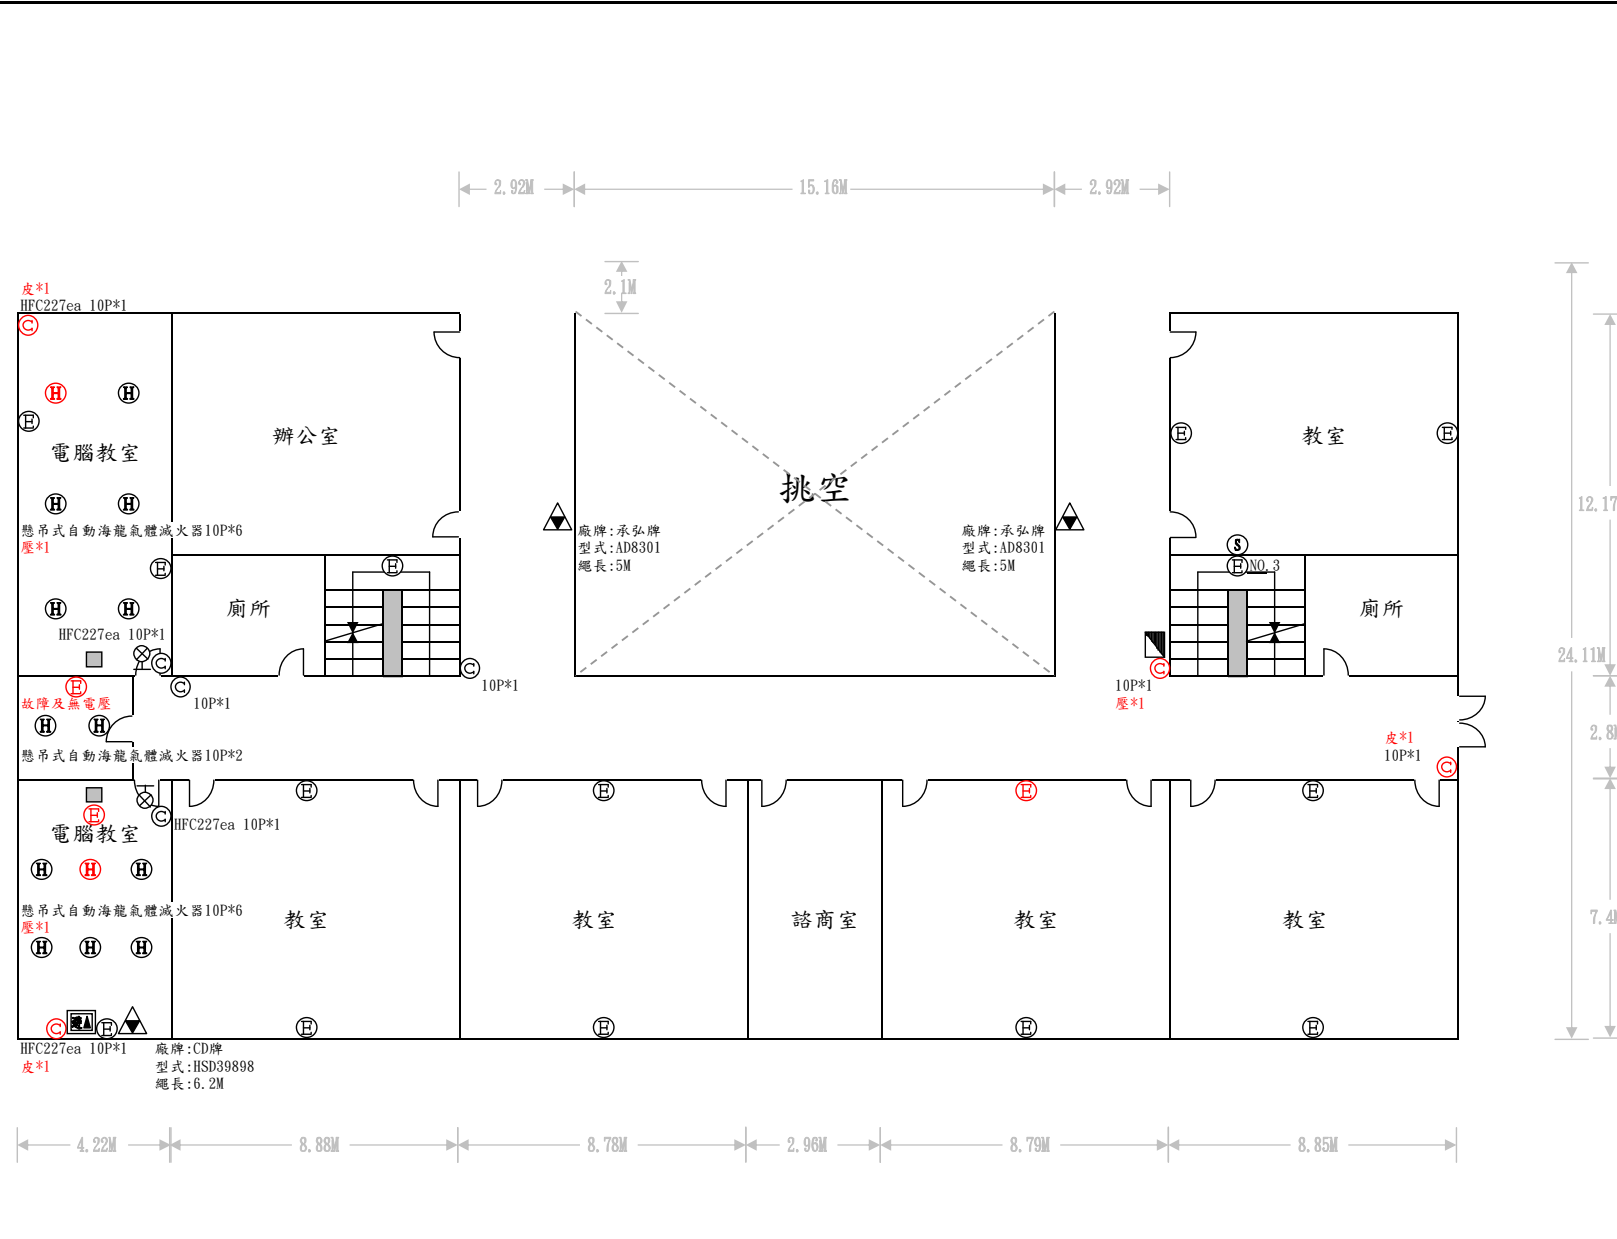 2.92M
15.16M
2.92M
2.1M
皮*1
HFC227ea 10P*1
C
H
H
E
電腦教室
辦公室
E
教室
E
挑空
H
H
懸吊式自動海龍氣體滅火器10P*6
壓*1
廠牌:承弘牌
型式:AD8301
繩長:5M
廠牌:承弘牌
型式:AD8301
繩長:5M
12.17
E
E
S
E
NO.3
H
H
廁所
廁所
HFC227ea 10P*1
C
C
C
24.11M
E
C
10P*1
10P*1
10P*1
壓*1
故障及無電壓
H
H
皮*1
10P*1
2.8M
懸吊式自動海龍氣體滅火器10P*2
C
E
E
E
E
E
C
HFC227ea 10P*1
電腦教室
H
H
H
懸吊式自動海龍氣體滅火器10P*6
壓*1
教室
教室
諮商室
教室
教室
7.4M
H
H
H
C
避
E
E
E
E
E
HFC227ea 10P*1
皮*1
廠牌:CD牌
型式:HSD39898
繩長:6.2M
4.22M
8.88M
8.78M
2.96M
8.79M
8.85M